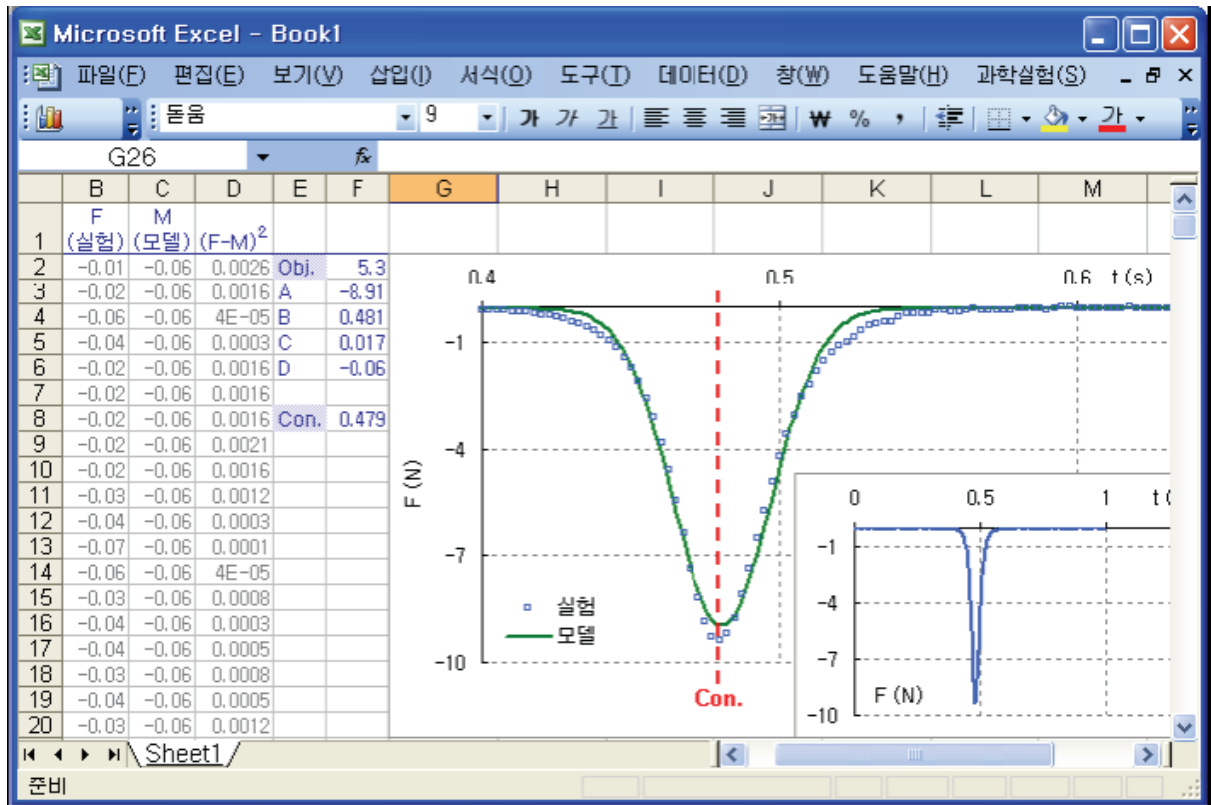 Microsoft Excel - Book1
파일(F) 편집(E) 보기(V) 삽입(I) 서식(O) 도구(T) 데이터(D) 창(W) 도움말(H) 과학실험(S)
돋움 9 가 가 가 ₩ % , 가
G26 fx
B C D E F G H I J K L M
F M
1 (실험) (모델) (F-M)²
2 -0.01 -0.06 0.0026 Obj. 5.3
3 -0.02 -0.06 0.0016 A -8.91
4 -0.06 -0.06 4E-05 B 0.481
5 -0.04 -0.06 0.0003 C 0.017
6 -0.02 -0.06 0.0016 D -0.06
7 -0.02 -0.06 0.0016
8 -0.02 -0.06 0.0016 Con. 0.479
9 -0.02 -0.06 0.0021
10 -0.02 -0.06 0.0016
11 -0.03 -0.06 0.0012
12 -0.04 -0.06 0.0003
13 -0.07 -0.06 0.0001
14 -0.06 -0.06 4E-05
15 -0.03 -0.06 0.0008
16 -0.04 -0.06 0.0003
17 -0.04 -0.06 0.0005
18 -0.03 -0.06 0.0008
19 -0.04 -0.06 0.0005
20 -0.03 -0.06 0.0012
0.4 0.5 0.6 t(s)
-1
-4
-7
-10
F (N)
실험
모델
Con.
0 0.5 1 t(
-1
-4
-7
-10
F (N)
Sheet1
준비